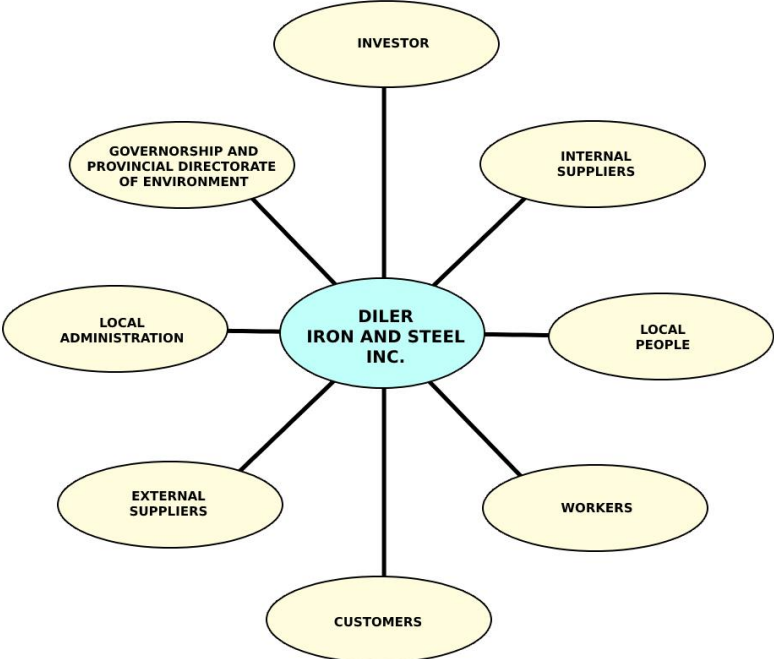 INVESTOR
GOVERNORSHIP AND
PROVINCIAL DIRECTORATE
OF ENVIRONMENT
INTERNAL
SUPPLIERS
LOCAL
ADMINISTRATION
DILER
IRON AND STEEL
INC.
LOCAL
PEOPLE
EXTERNAL
SUPPLIERS
WORKERS
CUSTOMERS